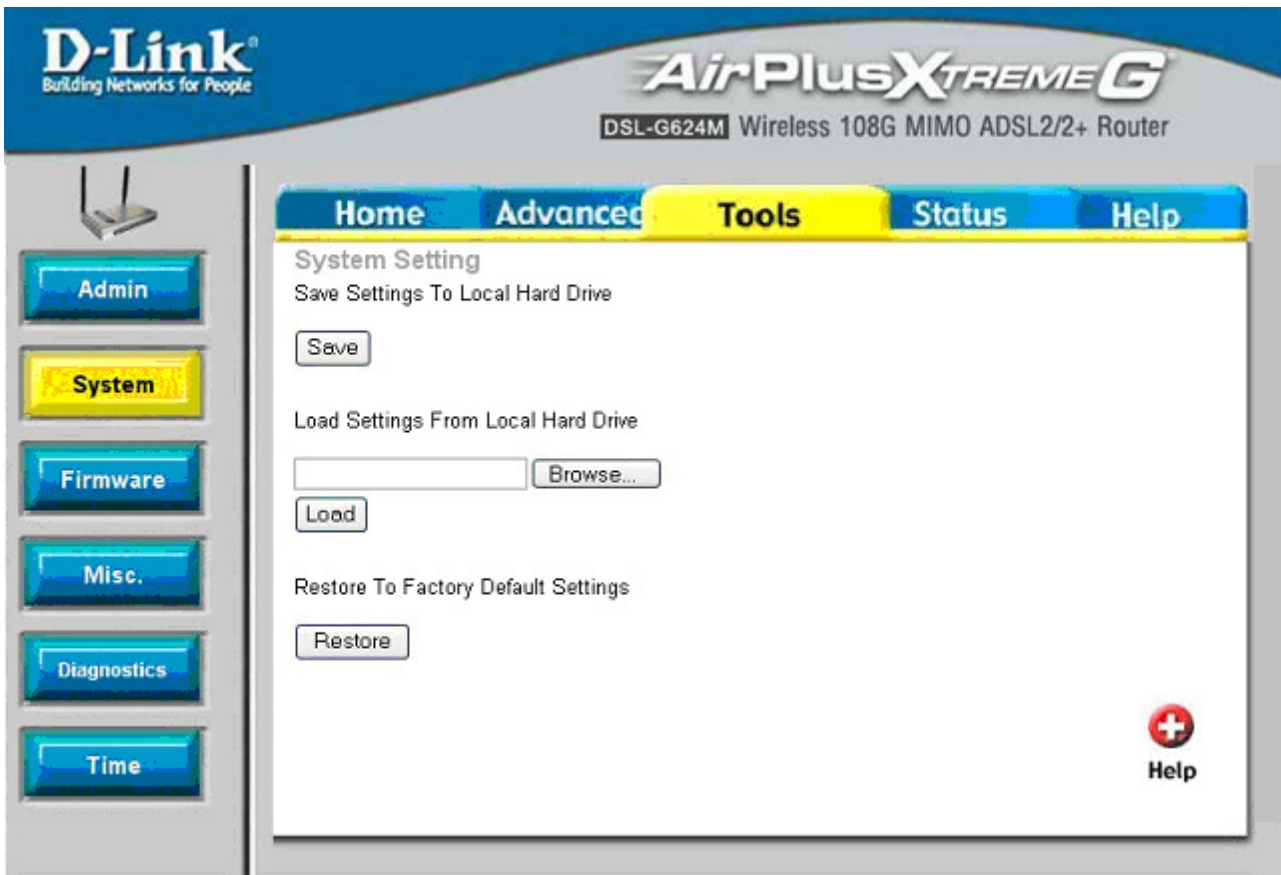 D-Link®
Building Networks for People
AirPlus XTREME G
DSL-G624M Wireless 108G MIMO ADSL2/2+ Router
Home Advanced Tools Status Help
Admin
System
Firmware
Misc.
Diagnostics
Time
System Setting
Save Settings To Local Hard Drive
Save
Load Settings From Local Hard Drive
Browse...
Load
Restore To Factory Default Settings
Restore
Help